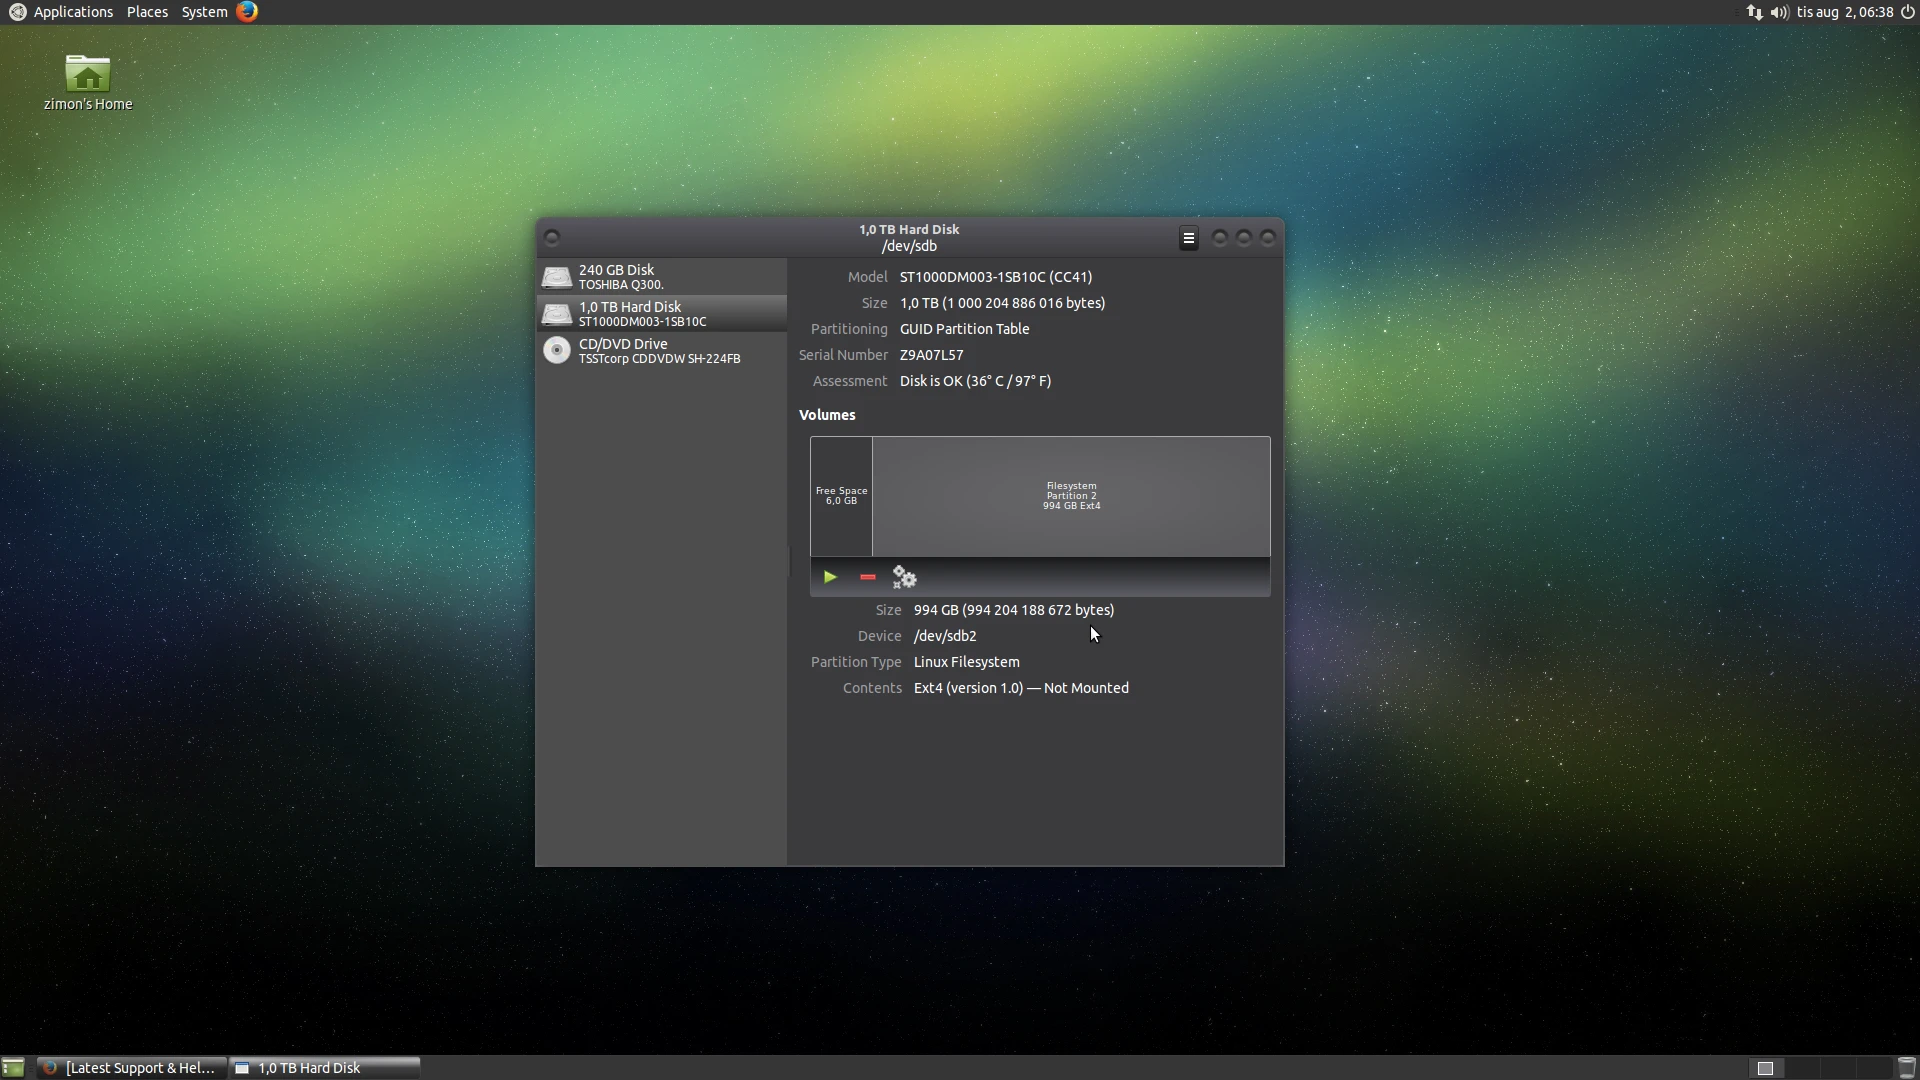 Applications Places System
tis aug 2, 06:38
zimon's Home
1,0 TB Hard Disk
/dev/sdb
240 GB Disk
TOSHIBA Q300.
1,0 TB Hard Disk
ST1000DM003-1SB10C
CD/DVD Drive
TSSTcorp CDDVDW SH-224FB
Model ST1000DM003-1SB10C (CC41)
Size 1,0 TB (1 000 204 886 016 bytes)
Partitioning GUID Partition Table
Serial Number Z9A07L57
Assessment Disk is OK (36° C / 97° F)
Volumes
Free Space
6,0 GB
Filesystem
Partition 2
994 GB Ext4
Size 994 GB (994 204 188 672 bytes)
Device /dev/sdb2
Partition Type Linux Filesystem
Contents Ext4 (version 1.0) — Not Mounted
[Latest Support & Hel...
1,0 TB Hard Disk